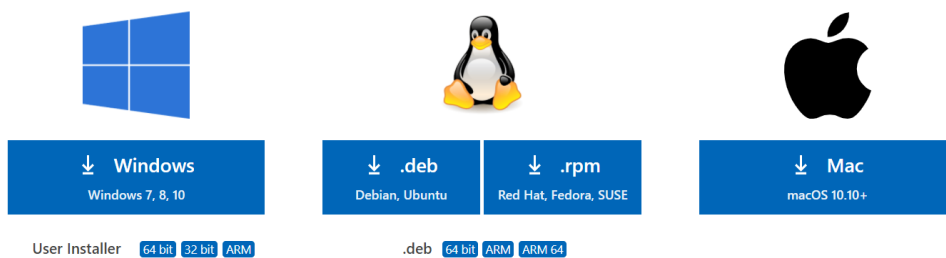 Windows
Windows 7, 8, 10
.deb
Debian, Ubuntu
.rpm
Red Hat, Fedora, SUSE
Mac
macOS 10.10+
User Installer 64 bit 32 bit ARM
.deb 64 bit ARM ARM 64